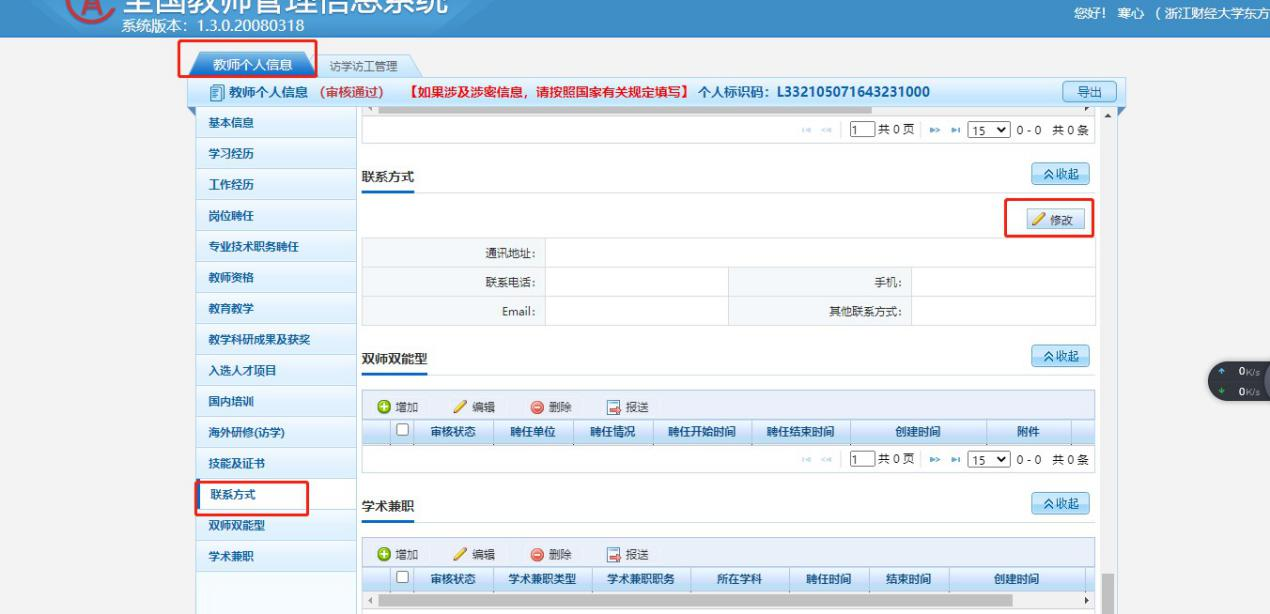 全国教师管理信息系统
系统版本：1.3.0.20080318
您好! 寒心 (浙江财经大学东方
教师个人信息 访学访工管理
教师个人信息 (审核通过) 【如果涉及涉密信息，请按照国家有关规定填写】 个人标识码：L332105071643231000 导出
基本信息
学习经历
工作经历
岗位聘任
专业技术职务聘任
教师资格
教育教学
教学科研成果及获奖
入选人才项目
国内培训
海外研修(访学)
技能及证书
联系方式
双师双能型
学术兼职
1 共 0 页 15 0 - 0 共 0 条
联系方式 收起
修改
通讯地址：
联系电话： 手机：
Email： 其他联系方式：
双师双能型 收起
增加 编辑 删除 报送
审核状态 聘任单位 聘任情况 聘任开始时间 聘任结束时间 创建时间 附件
1 共 0 页 15 0 - 0 共 0 条
学术兼职 收起
增加 编辑 删除 报送
审核状态 学术兼职类型 学术兼职职务 所在学科 聘任时间 结束时间 创建时间
0K/s
0K/s